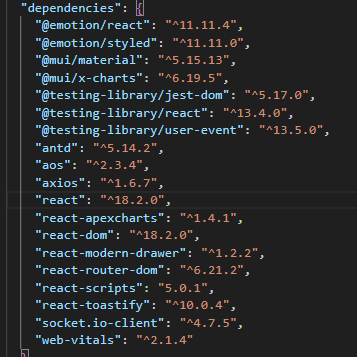 "dependencies": {
"@emotion/react": "^11.11.4",
"@emotion/styled": "^11.11.0",
"@mui/material": "^5.15.13",
"@mui/x-charts": "^6.19.5",
"@testing-library/jest-dom": "^5.17.0",
"@testing-library/react": "^13.4.0",
"@testing-library/user-event": "^13.5.0",
"antd": "^5.14.2",
"aos": "^2.3.4",
"axios": "^1.6.7",
"react": "^18.2.0",
"react-apexcharts": "^1.4.1",
"react-dom": "^18.2.0",
"react-modern-drawer": "^1.2.2",
"react-router-dom": "^6.21.2",
"react-scripts": "5.0.1",
"react-toastify": "^10.0.4",
"socket.io-client": "^4.7.5",
"web-vitals": "^2.1.4"
}